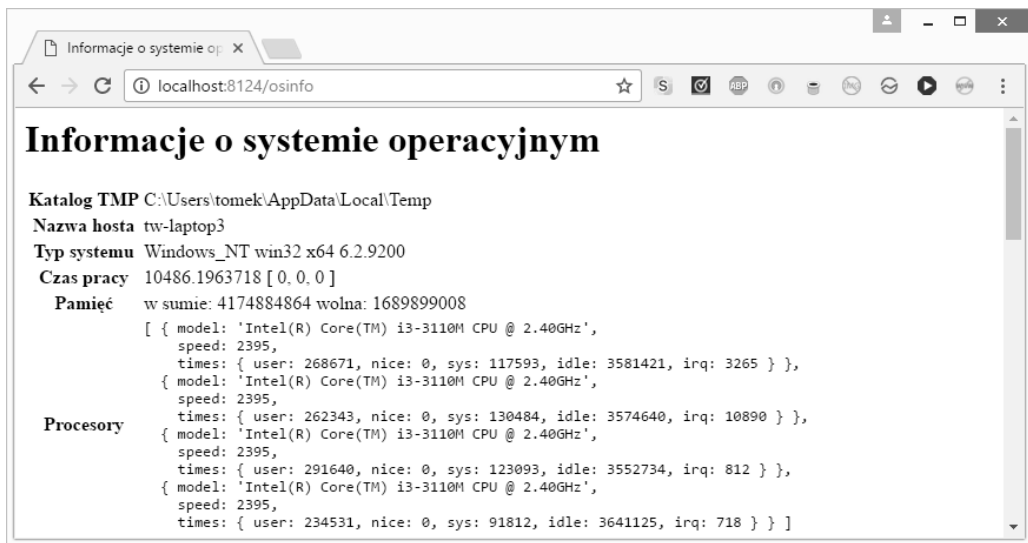 Informacje o systemie op
localhost:8124/osinfo
S ABP
Informacje o systemie operacyjnym
Katalog TMP C:\Users\tomek\AppData\Local\Temp
Nazwa hosta tw-laptop3
Typ systemu Windows_NT win32 x64 6.2.9200
Czas pracy 10486.1963718 [ 0, 0, 0 ]
Pamięć w sumie: 4174884864 wolna: 1689899008
[ { model: 'Intel(R) Core(TM) i3-3110M CPU @ 2.40GHz',
speed: 2395,
times: { user: 268671, nice: 0, sys: 117593, idle: 3581421, irq: 3265 } },
{ model: 'Intel(R) Core(TM) i3-3110M CPU @ 2.40GHz',
speed: 2395,
times: { user: 262343, nice: 0, sys: 130484, idle: 3574640, irq: 10890 } },
Procesory
{ model: 'Intel(R) Core(TM) i3-3110M CPU @ 2.40GHz',
speed: 2395,
times: { user: 291640, nice: 0, sys: 123093, idle: 3552734, irq: 812 } },
{ model: 'Intel(R) Core(TM) i3-3110M CPU @ 2.40GHz',
speed: 2395,
times: { user: 234531, nice: 0, sys: 91812, idle: 3641125, irq: 718 } } ]